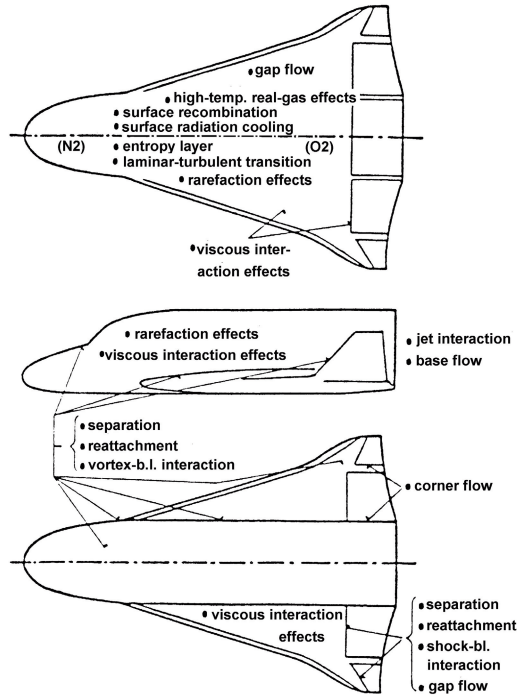 • gap flow
• high-temp. real-gas effects
• surface recombination
• surface radiation cooling
(N2)
• entropy layer
(O2)
• laminar-turbulent transition
• rarefaction effects
• viscous inter-
action effects
• rarefaction effects
• viscous interaction effects
• jet interaction
• base flow
• separation
• reattachment
• vortex-b.l. interaction
• corner flow
• viscous interaction
effects
• separation
• reattachment
• shock-bl.
interaction
• gap flow